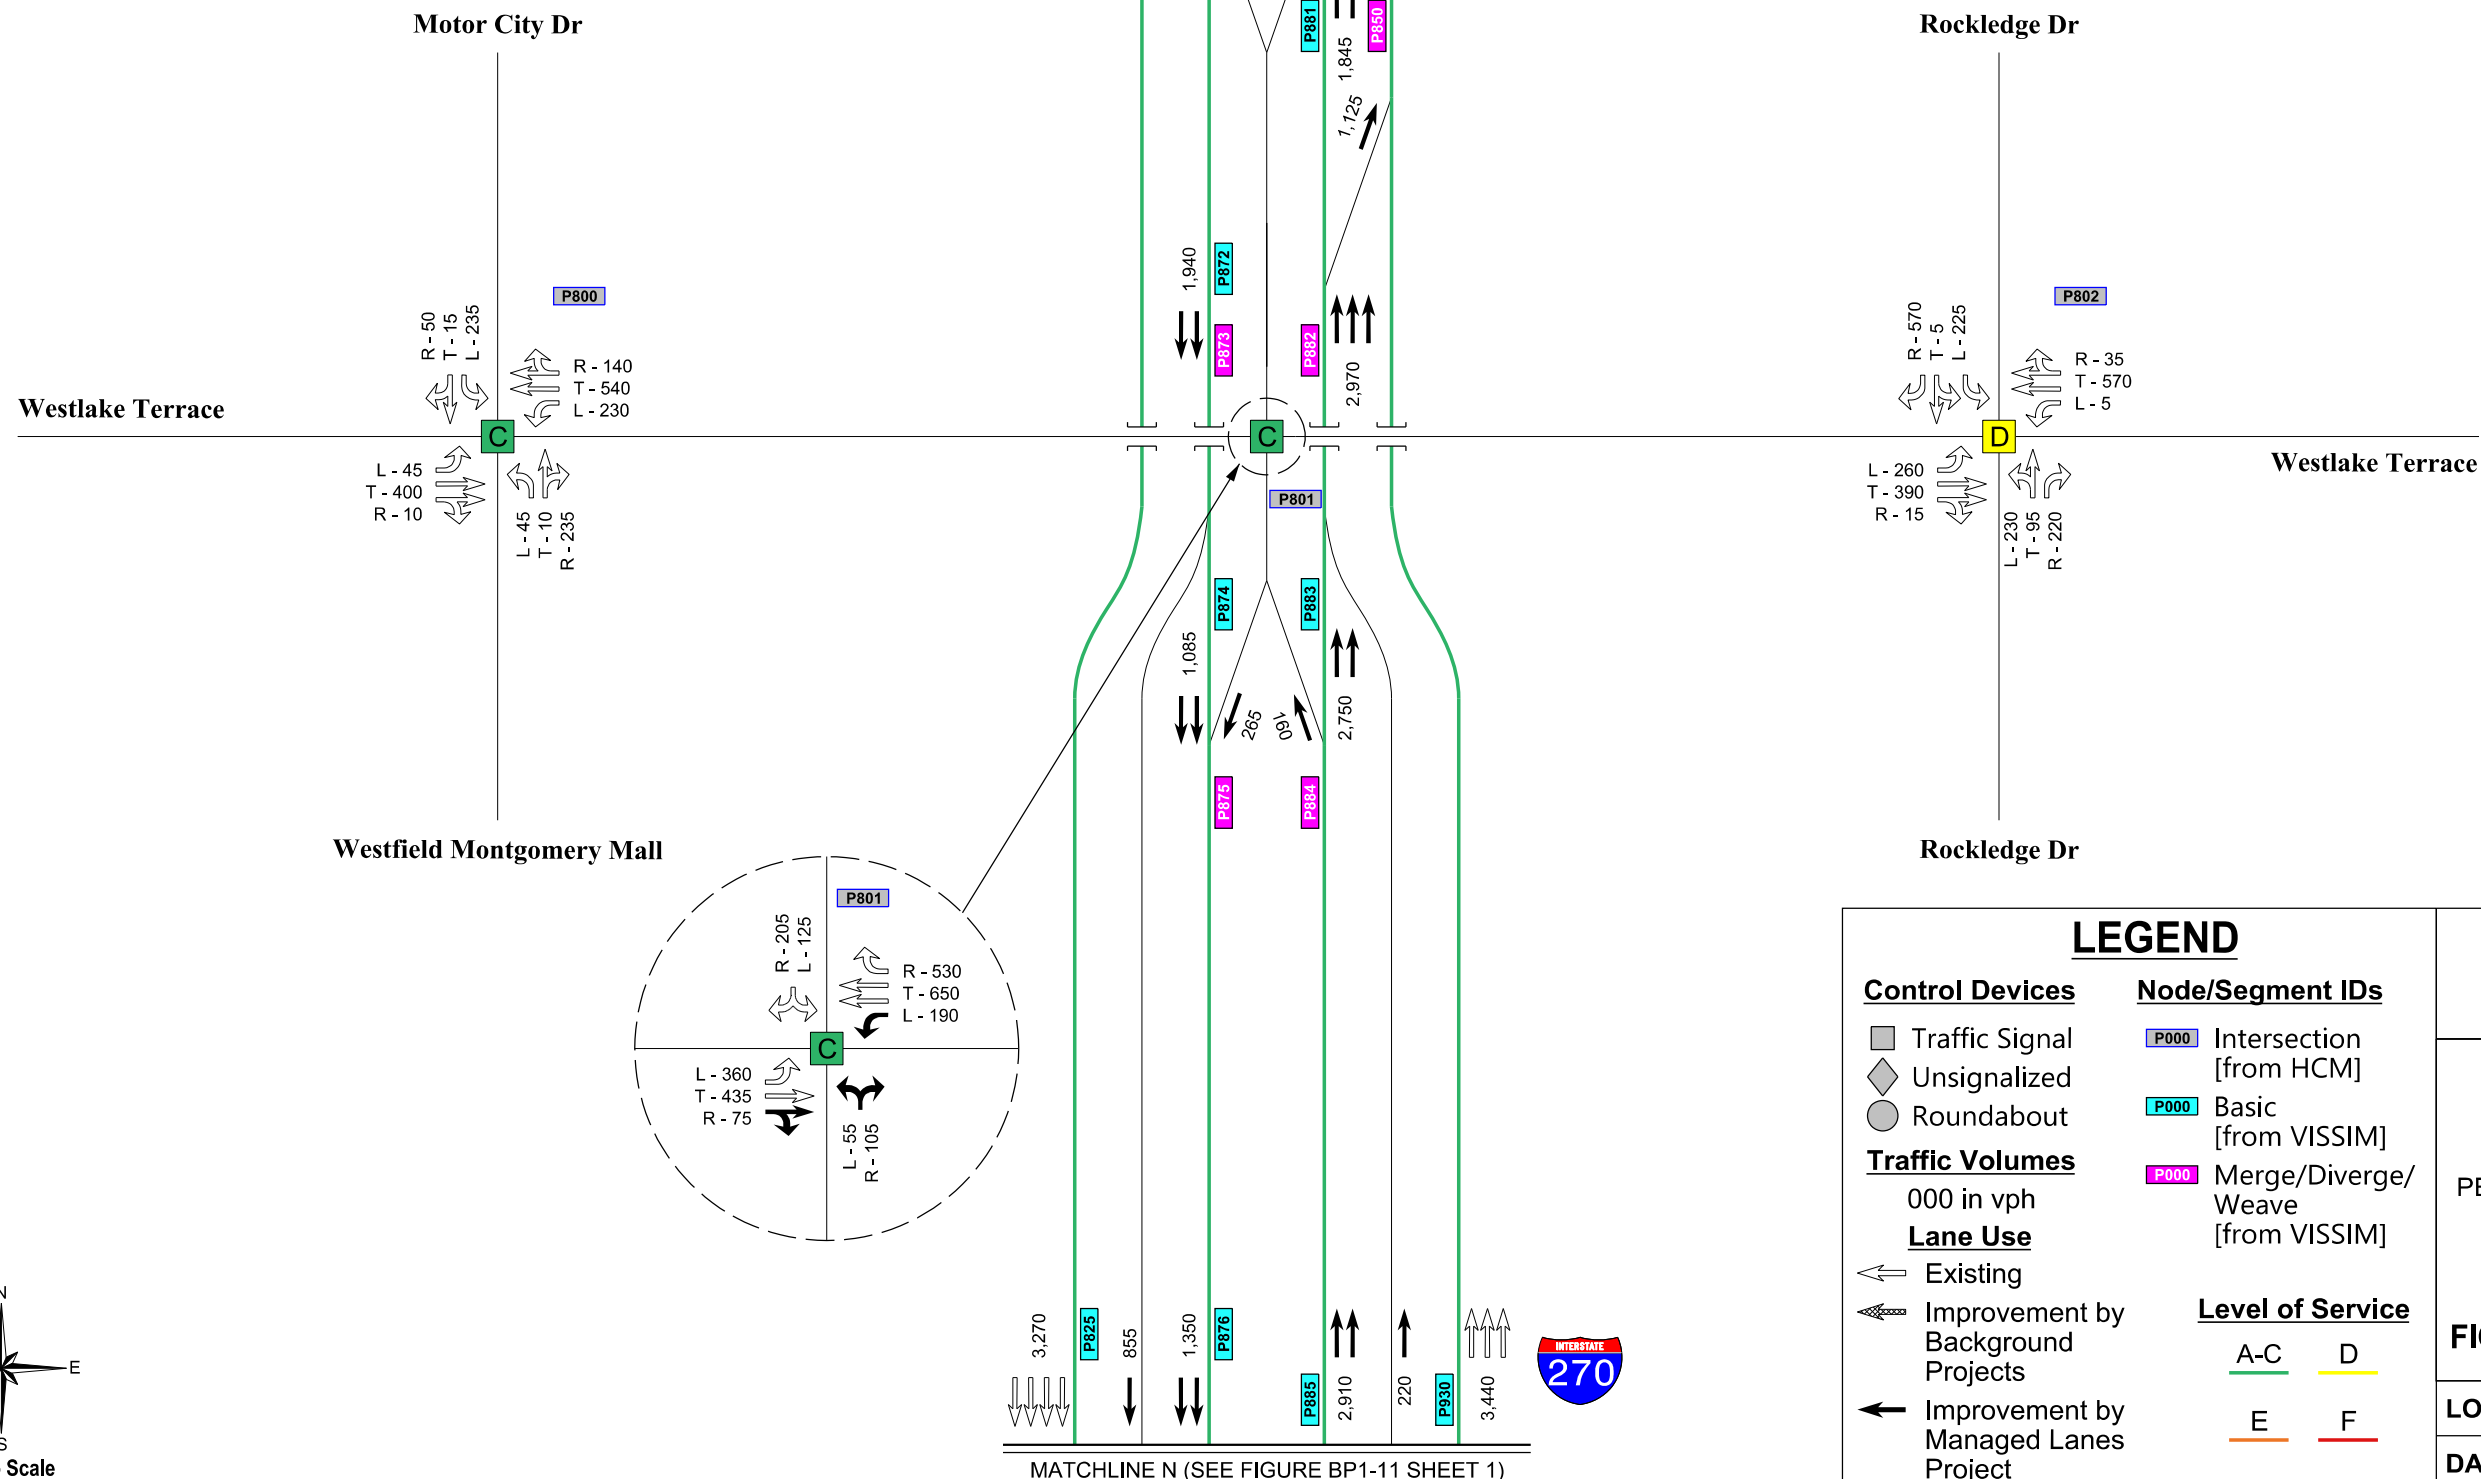 Motor City Dr
Rockledge Dr
P881
1,845
P850
1,125
1,940
P872
P873
P882
2,970
P800
R - 50
T - 15
L - 235
R - 140
T - 540
L - 230
Westlake Terrace
C
L - 45
T - 400
R - 10
L - 45
T - 10
R - 235
C
P801
P802
R - 570
T - 5
L - 225
R - 35
T - 570
L - 5
D
Westlake Terrace
L - 260
T - 390
R - 15
L - 230
T - 95
R - 220
P874
P883
1,085
265
160
2,750
P875
P884
Westfield Montgomery Mall
Rockledge Dr
P801
R - 205
L - 125
R - 530
T - 650
L - 190
C
L - 360
T - 435
R - 75
L - 55
R - 105
3,270
P825
855
1,350
P876
P885
2,910
220
P930
3,440
INTERSTATE
270
MATCHLINE N (SEE FIGURE BP1-11 SHEET 1)
N
E
S
Scale
LEGEND
Control Devices
Traffic Signal
Unsignalized
Roundabout
Traffic Volumes
000 in vph
Lane Use
Existing
Improvement by
Background
Projects
Improvement by
Managed Lanes
Project
Node/Segment IDs
P000 Intersection
[from HCM]
P000 Basic
[from VISSIM]
P000 Merge/Diverge/
Weave
[from VISSIM]
Level of Service
A-C D
E F